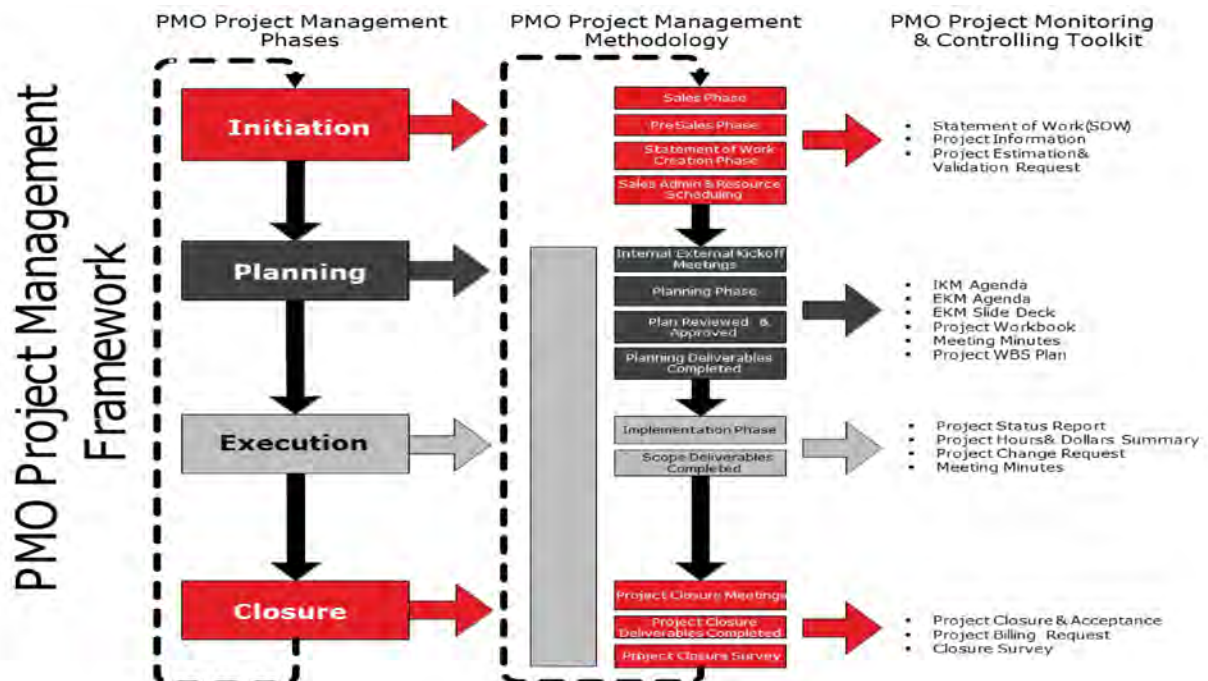 PMO Project Management
Framework
PMO Project Management
Phases
Initiation
Planning
Execution
Closure
PMO Project Management
Methodology
Sales Phase
PreSales Phase
Statement of Work
Creation Phase
Sales Admin & Resource
Scheduling
Internal External Kickoff
Meetings
Planning Phase
Plan Reviewed &
Approved
Planning Deliverables
Completed
Implementation Phase
Scope Deliverables
Completed
Project Closure Meetings
Project Closure
Deliverables Completed
Project Closure Survey
PMO Project Monitoring
& Controlling Toolkit
▪ Statement of Work(SOW)
▪ Project Information
▪ Project Estimation&
Validation Request
▪ IKM Agenda
▪ EKM Agenda
▪ EKM Slide Deck
▪ Project Workbook
▪ Meeting Minutes
▪ Project WBS Plan
▪ Project Status Report
▪ Project Hours& Dollars Summary
▪ Project Change Request
▪ Meeting Minutes
▪ Project Closure & Acceptance
▪ Project Billing Request
▪ Closure Survey